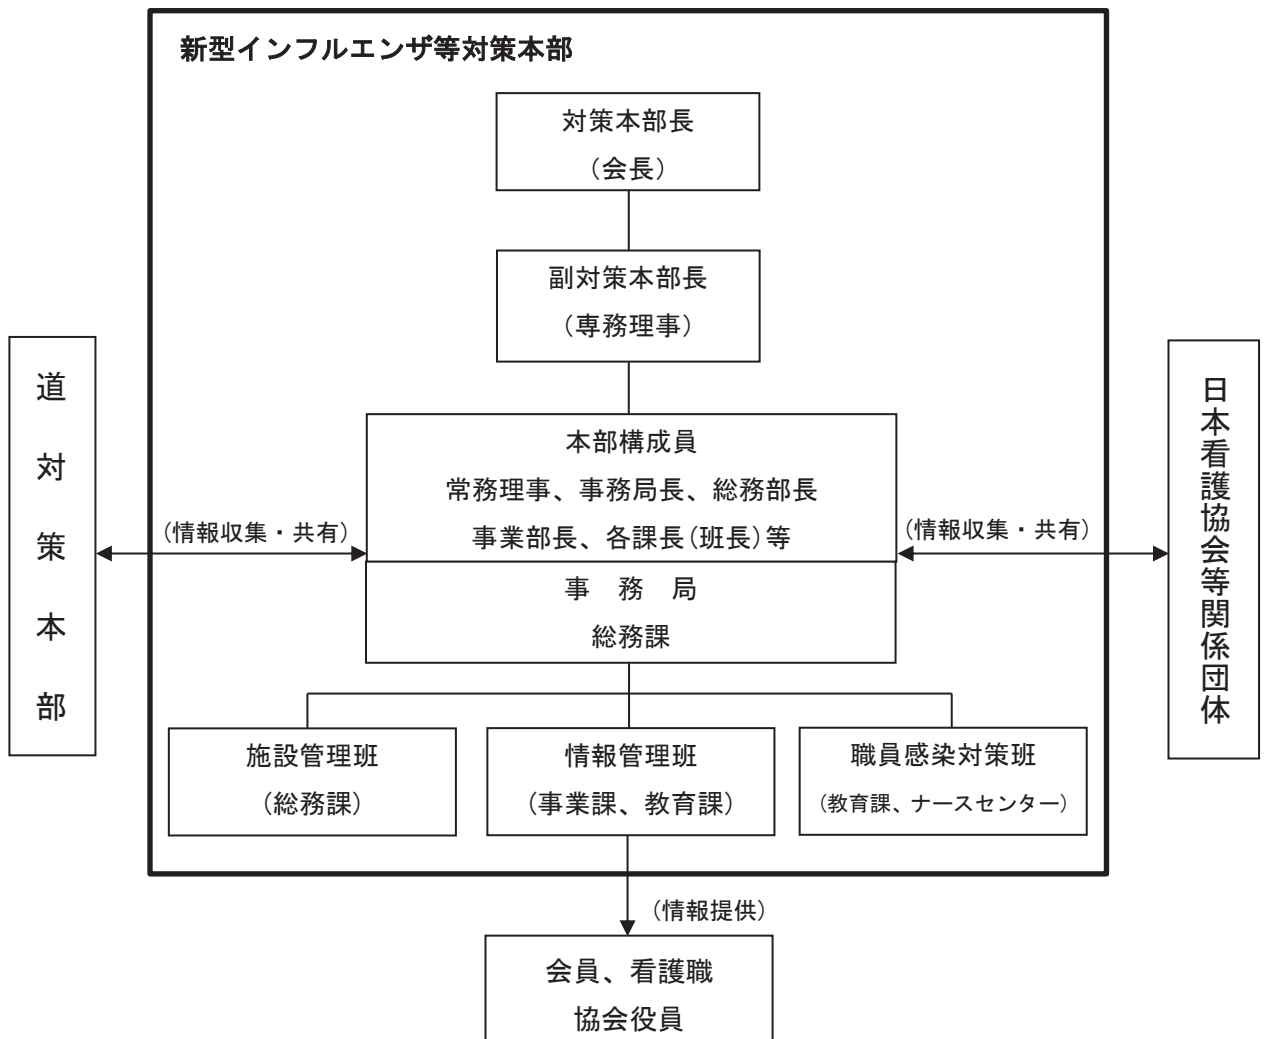 新型インフルエンザ等対策本部
対策本部長
（会長）
副対策本部長
（専務理事）
道対策本部
（情報収集・共有）
本部構成員
常務理事、事務局長、総務部長
事業部長、各課長（班長）等
事　務　局
総務課
（情報収集・共有）
日本看護協会等関係団体
施設管理班
（総務課）
情報管理班
（事業課、教育課）
職員感染対策班
（教育課、ナースセンター）
（情報提供）
会員、看護職
協会役員